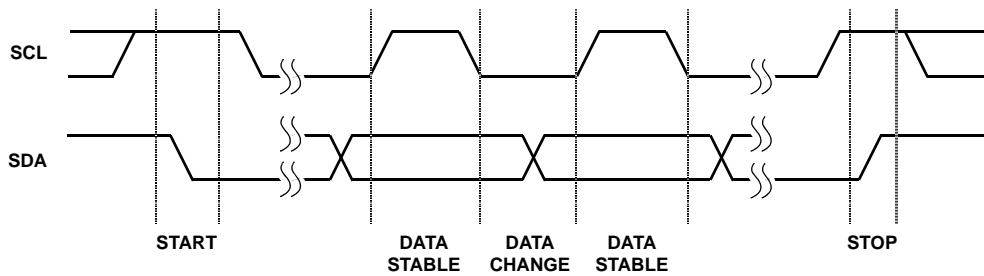 SCL
SDA
START
DATA
STABLE
DATA
CHANGE
DATA
STABLE
STOP